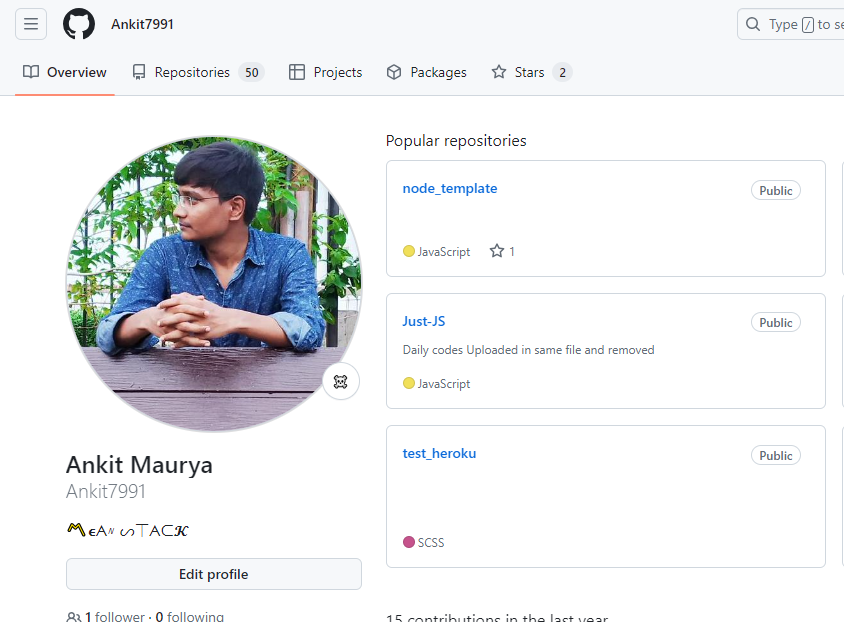 Ankit7991
Type / to se
Overview
Repositories 50
Projects
Packages
Stars 2
Popular repositories
node_template
Public
JavaScript
1
Just-JS
Public
Daily codes Uploaded in same file and removed
JavaScript
test_heroku
Public
SCSS
Ankit Maurya
Ankit7991
〽️ϵAᶰ ᔕ⏉ᗩᑕ𝓚
Edit profile
1 follower · 0 following
15 contributions in the last year